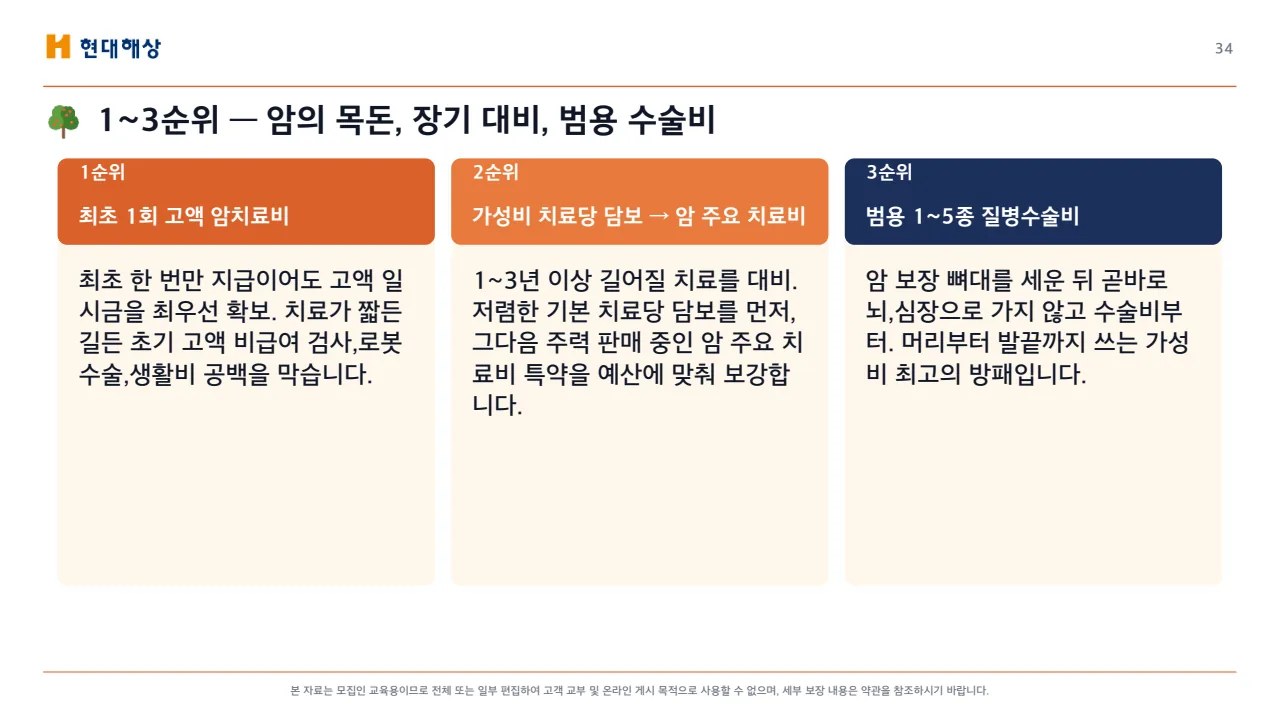 현대해상
34
1~3순위 — 암의 목돈, 장기 대비, 범용 수술비
1순위
최초 1회 고액 암치료비
최초 한 번만 지급이어도 고액 일
시금을 최우선 확보. 치료가 짧든
길든 초기 고액 비급여 검사,로봇
수술,생활비 공백을 막습니다.
2순위
가성비 치료당 담보 → 암 주요 치료비
1~3년 이상 길어질 치료를 대비.
저렴한 기본 치료당 담보를 먼저,
그다음 주력 판매 중인 암 주요 치
료비 특약을 예산에 맞춰 보강합
니다.
3순위
범용 1~5종 질병수술비
암 보장 뼈대를 세운 뒤 곧바로
뇌,심장으로 가지 않고 수술비부
터. 머리부터 발끝까지 쓰는 가성
비 최고의 방패입니다.
본 자료는 모집인 교육용이므로 전체 또는 일부 편집하여 고객 교부 및 온라인 게시 목적으로 사용할 수 없으며, 세부 보장 내용은 약관을 참조하시기 바랍니다.